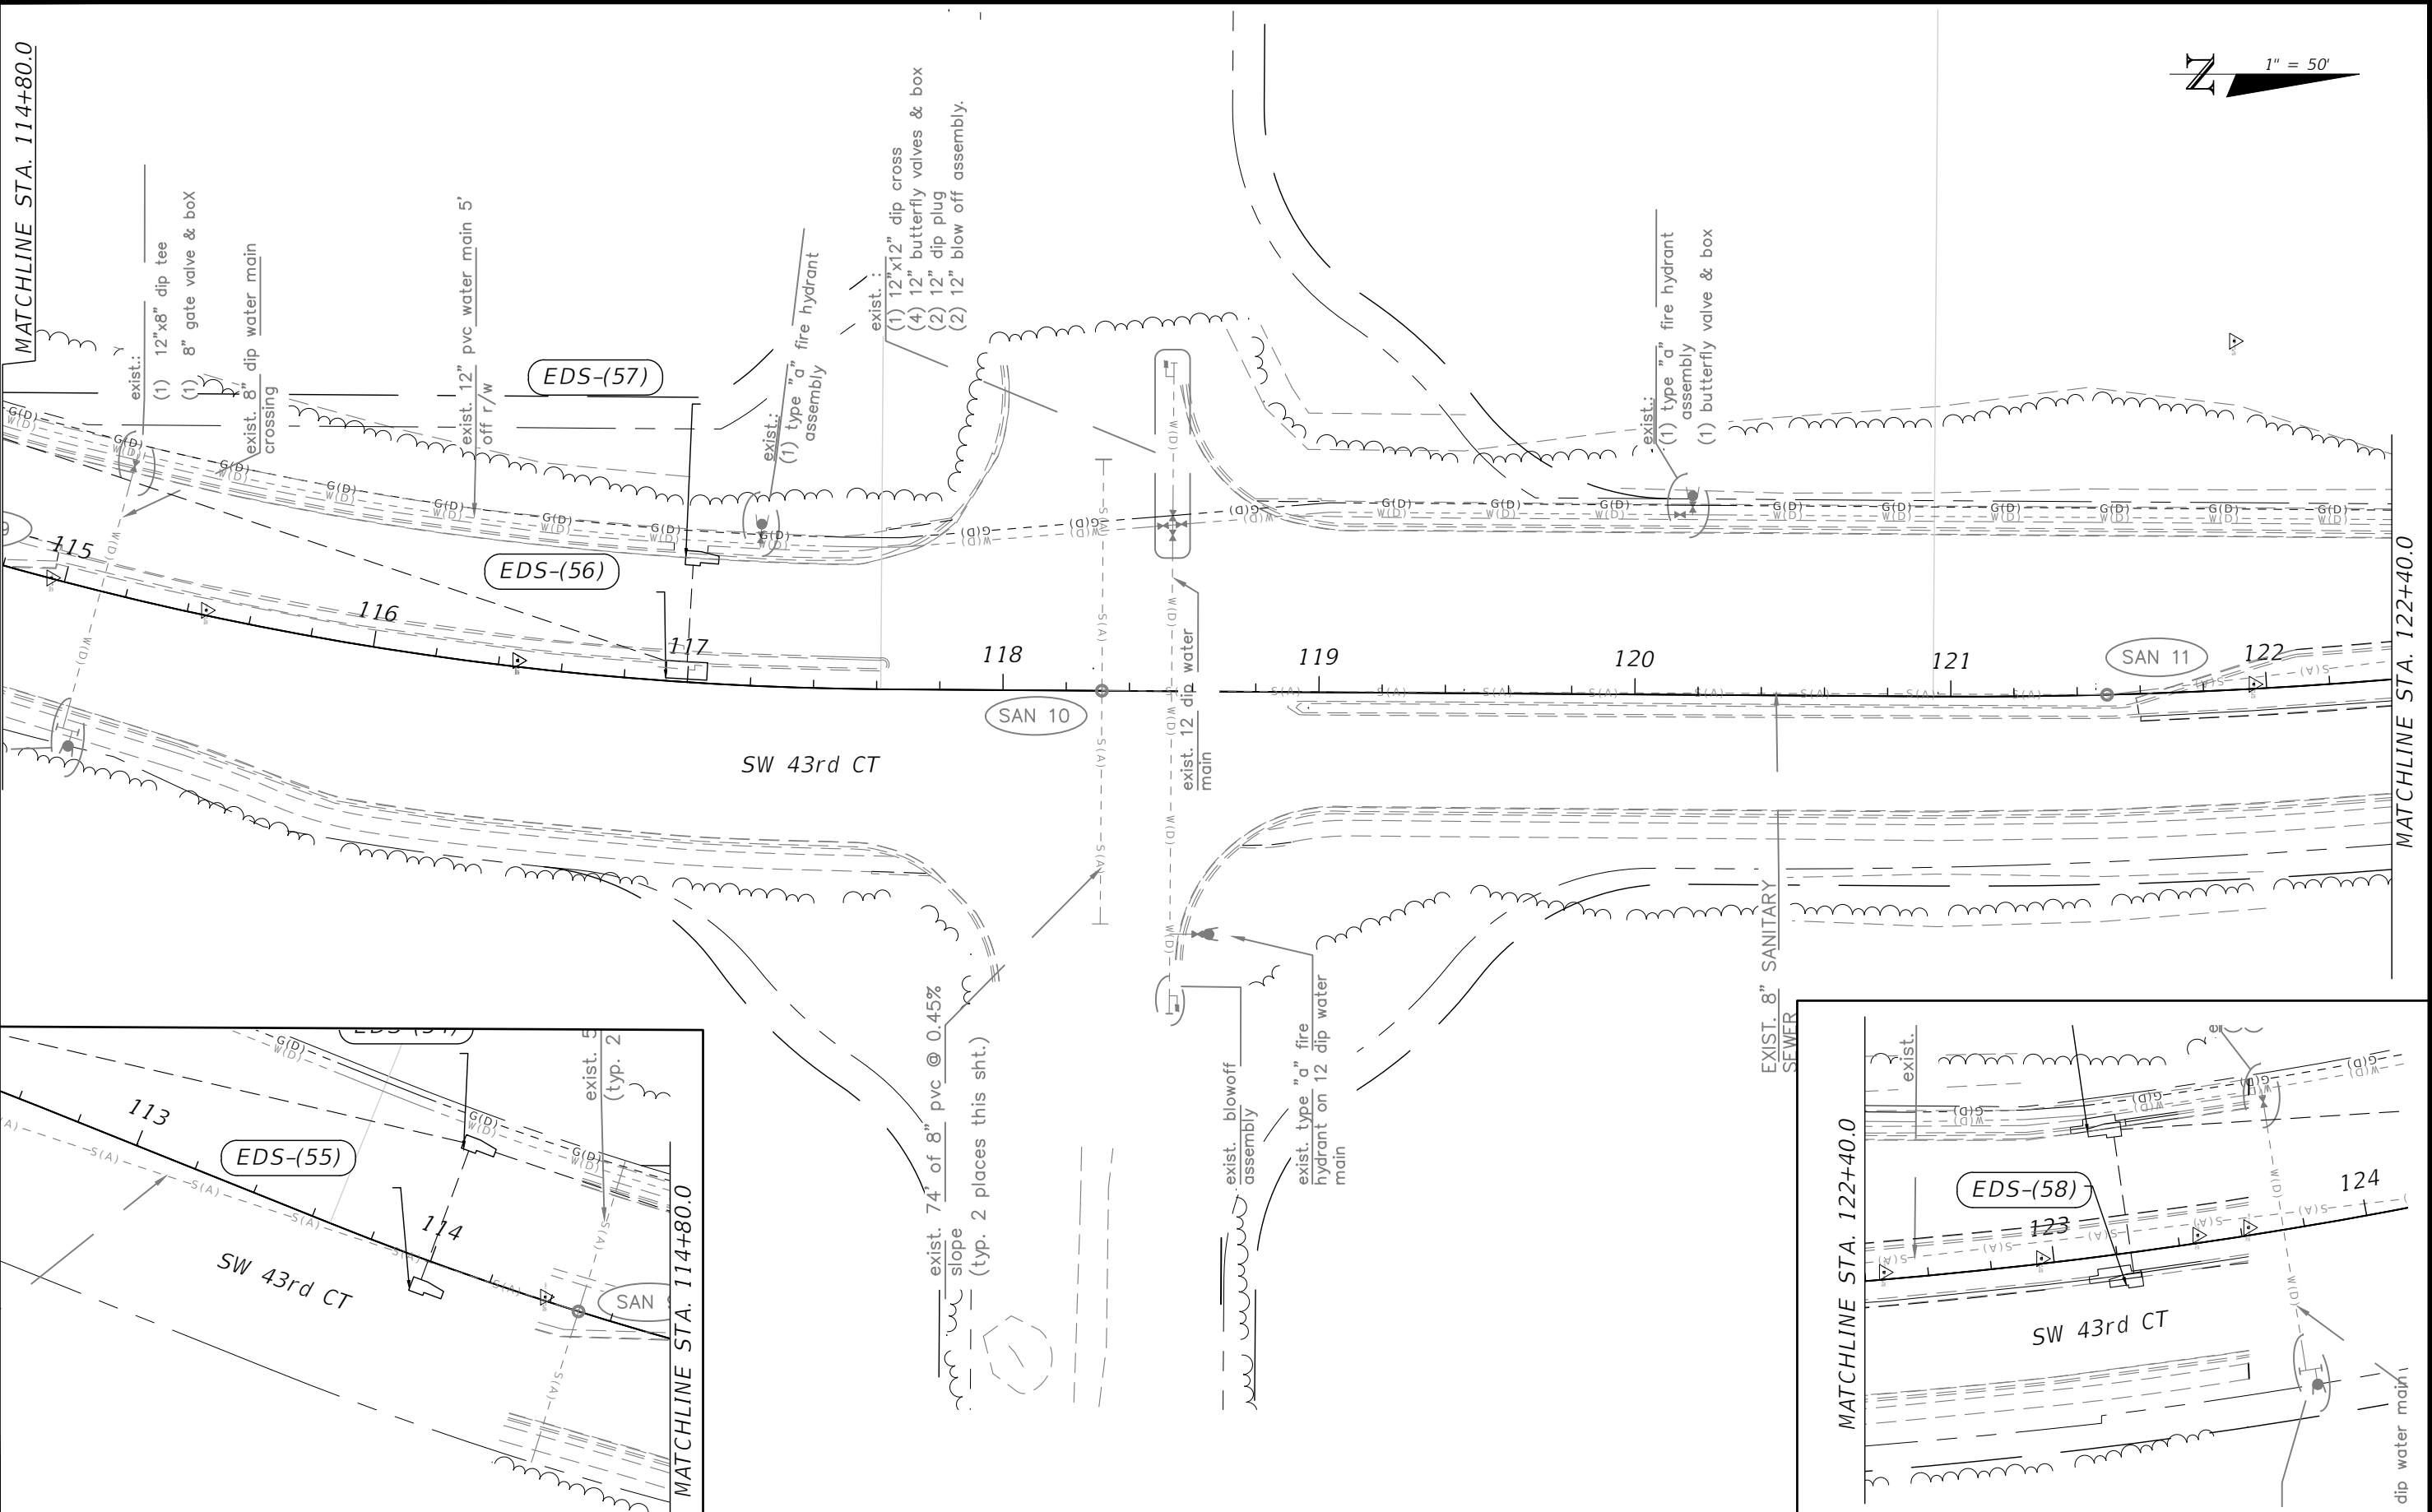 MATCHLINE STA. 114+80.0
exist.:
(1) 12"x8" dip tee
(1) 8" gate valve & box
exist. 8" dip water main
crossing
exist. 12" pvc water main 5'
off r/w
EDS-(57)
EDS-(56)
exist.:
(1) type "a" fire hydrant
assembly
exist. :
(1) 12"x12" dip cross
(4) 12" butterfly valves & box
(2) 12" dip plug
(2) 12" blow off assembly.
exist.:
(1) type "a" fire hydrant
assembly
(1) butterfly valve & box
N
1" = 50'
G(D)
W(D)
S(A)
115
116
117
118
119
120
121
122
SAN 10
SAN 11
SW 43rd CT
exist. 12 dip water
main
MATCHLINE STA. 122+40.0
exist. 74' of 8" pvc @ 0.45%
slope
(typ. 2 places this sht.)
exist. blowoff
assembly
exist. type "a" fire
hydrant on 12 dip water
main
EXIST. 8" SANITARY
SEWER
113
114
EDS-(55)
exist. 5
(typ. 2
SAN
SW 43rd CT
MATCHLINE STA. 114+80.0
MATCHLINE STA. 122+40.0
exist.
EDS-(58)
123
124
SW 43rd CT
dip water main